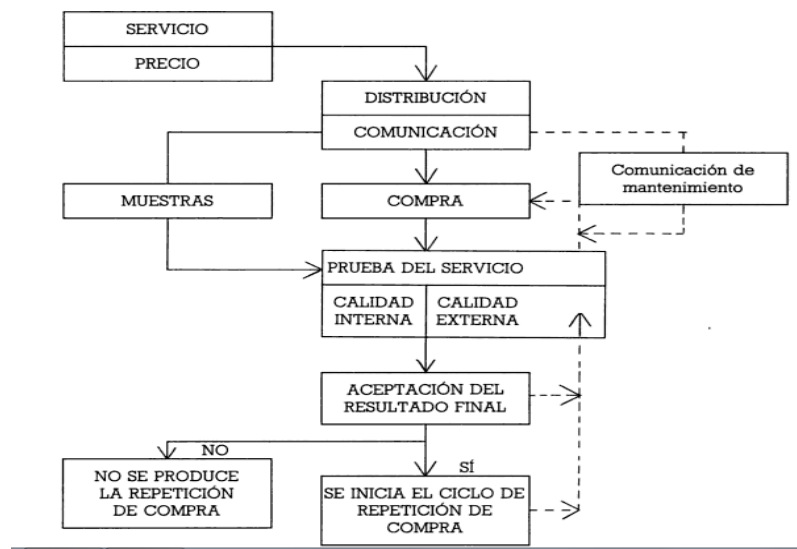 SERVICIO
PRECIO
DISTRIBUCIÓN
COMUNICACIÓN
Comunicación de
mantenimiento
MUESTRAS
COMPRA
PRUEBA DEL SERVICIO
CALIDAD
INTERNA
CALIDAD
EXTERNA
ACEPTACIÓN DEL
RESULTADO FINAL
NO
SÍ
NO SE PRODUCE
LA REPETICIÓN
DE COMPRA
SE INICIA EL CICLO DE
REPETICIÓN DE
COMPRA